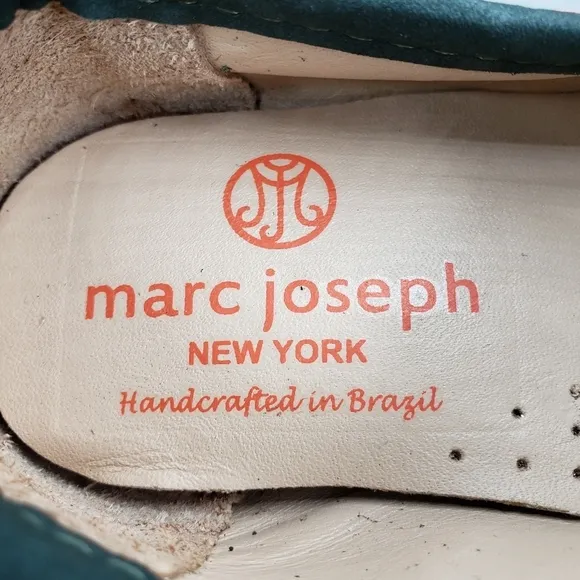 marc joseph
NEW YORK
Handcrafted in Brazil